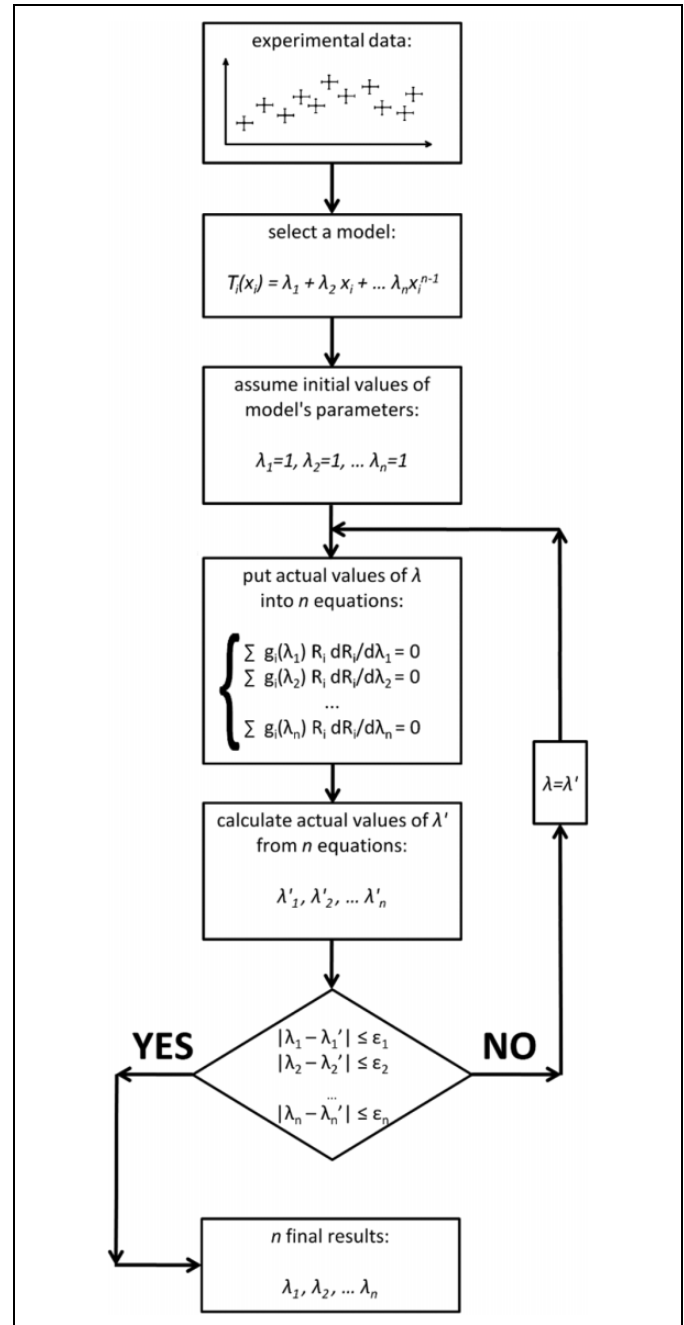 experimental data:
select a model:
Tᵢ(xᵢ) = λ₁ + λ₂ xᵢ + ... λₙxᵢⁿ⁻¹
assume initial values of
model's parameters:
λ₁=1, λ₂=1, ... λₙ=1
put actual values of λ
into n equations:
{ ∑ gᵢ(λ₁) Rᵢ dRᵢ/dλ₁ = 0
∑ gᵢ(λ₂) Rᵢ dRᵢ/dλ₂ = 0
...
∑ gᵢ(λₙ) Rᵢ dRᵢ/dλₙ = 0
λ=λ'
calculate actual values of λ'
from n equations:
λ'₁, λ'₂, ... λ'ₙ
YES
NO
|λ₁ – λ₁'| ≤ ε₁
|λ₂ – λ₂'| ≤ ε₂
...
|λₙ – λₙ'| ≤ εₙ
n final results:
λ₁, λ₂, ... λₙ